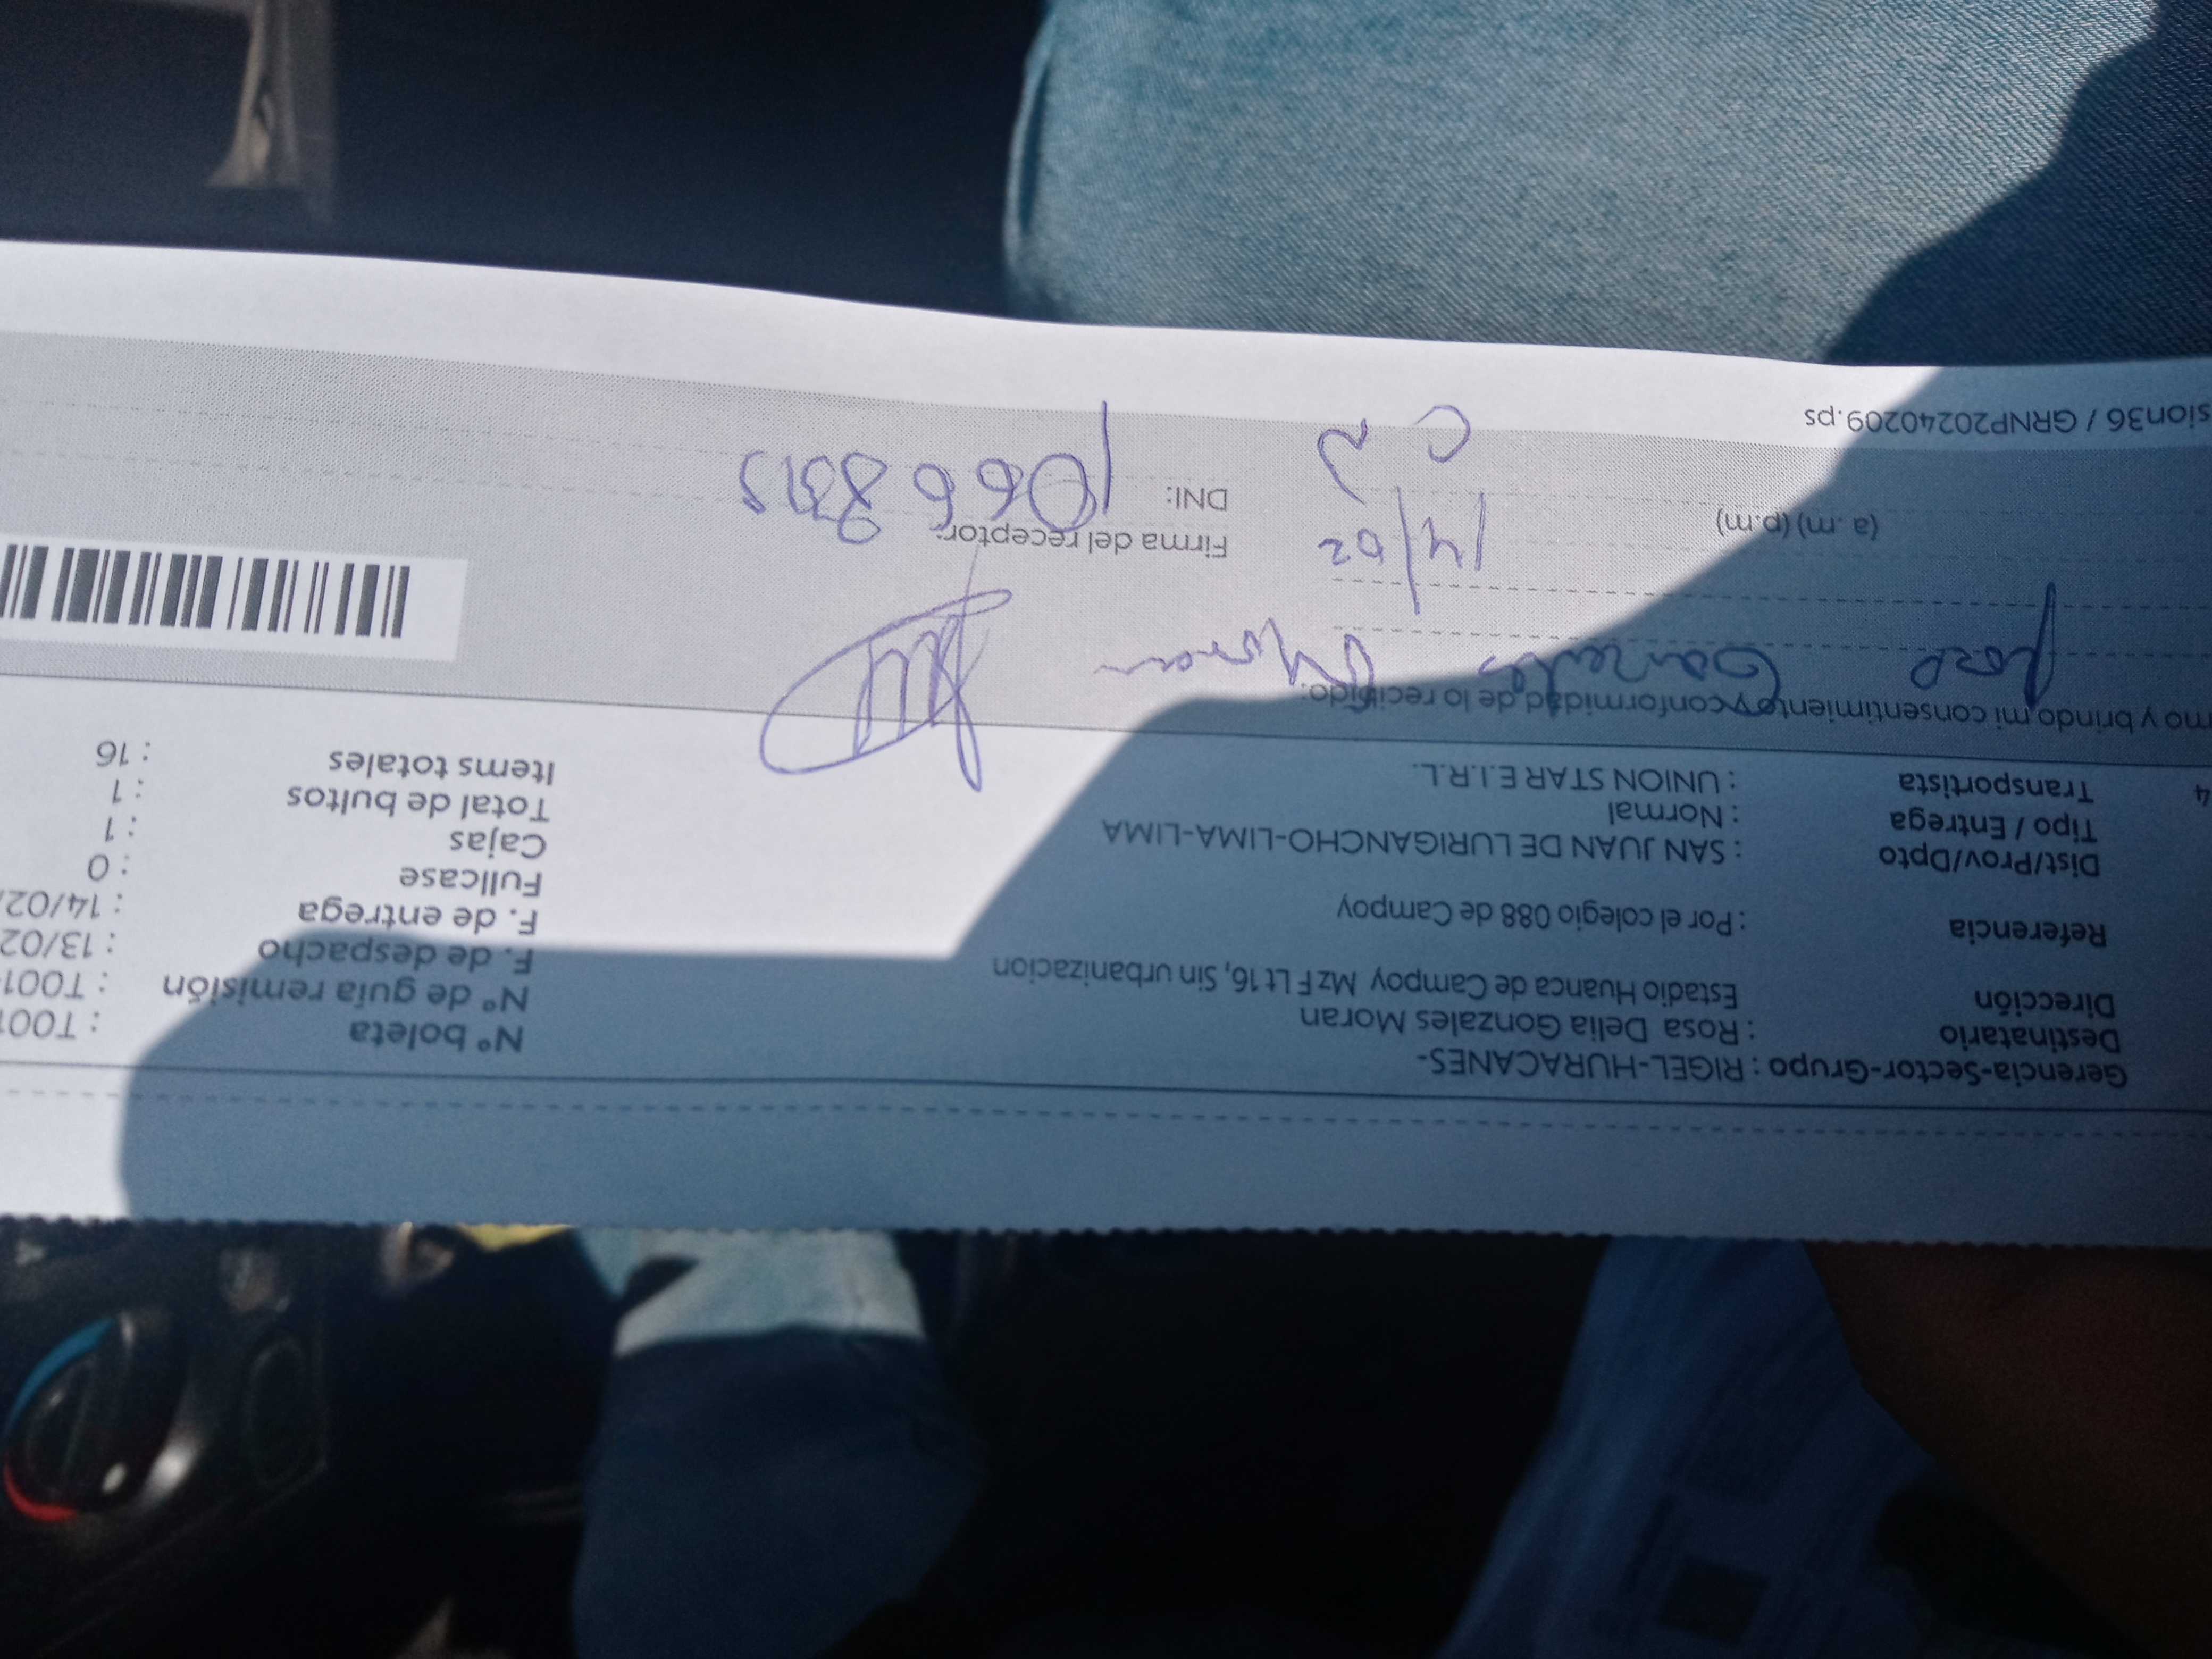 Gerencia-Sector-Grupo : RIGEL-HURACANES-
Destinatario : Rosa Delia Gonzales Moran
Dirección Estadio Huanca de Campoy Mz F Lt 16, Sin urbanizacion
Referencia : Por el colegio 088 de Campoy
Dist/Prov/Dpto : SAN JUAN DE LURIGANCHO-LIMA-LIMA
Tipo / Entrega : Normal
4 Transportista : UNION STAR E.I.R.L.
N° boleta : T001
N° de guía remisión : T001-
F. de despacho : 13/02
F. de entrega : 14/02/
Fullcase : 0
Cajas : 1
Total de bultos : 1
Items totales : 16
mo y brindo mi consentimiento y conformidad de lo recibido:
Gonzales Moran
14/02
(a .m) (p.m)
Firma del receptor:
DNI:
sion36 / GRNP20240209.ps